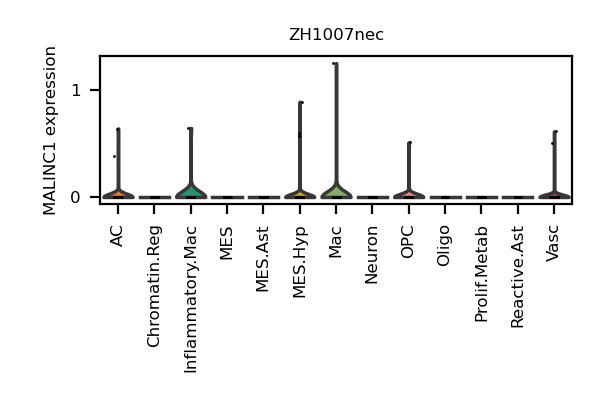 ZH1007nec
MALINC1 expression
1
0
AC
Chromatin.Reg
Inflammatory.Mac
MES
MES.Ast
MES.Hyp
Mac
Neuron
OPC
Oligo
Prolif.Metab
Reactive.Ast
Vasc